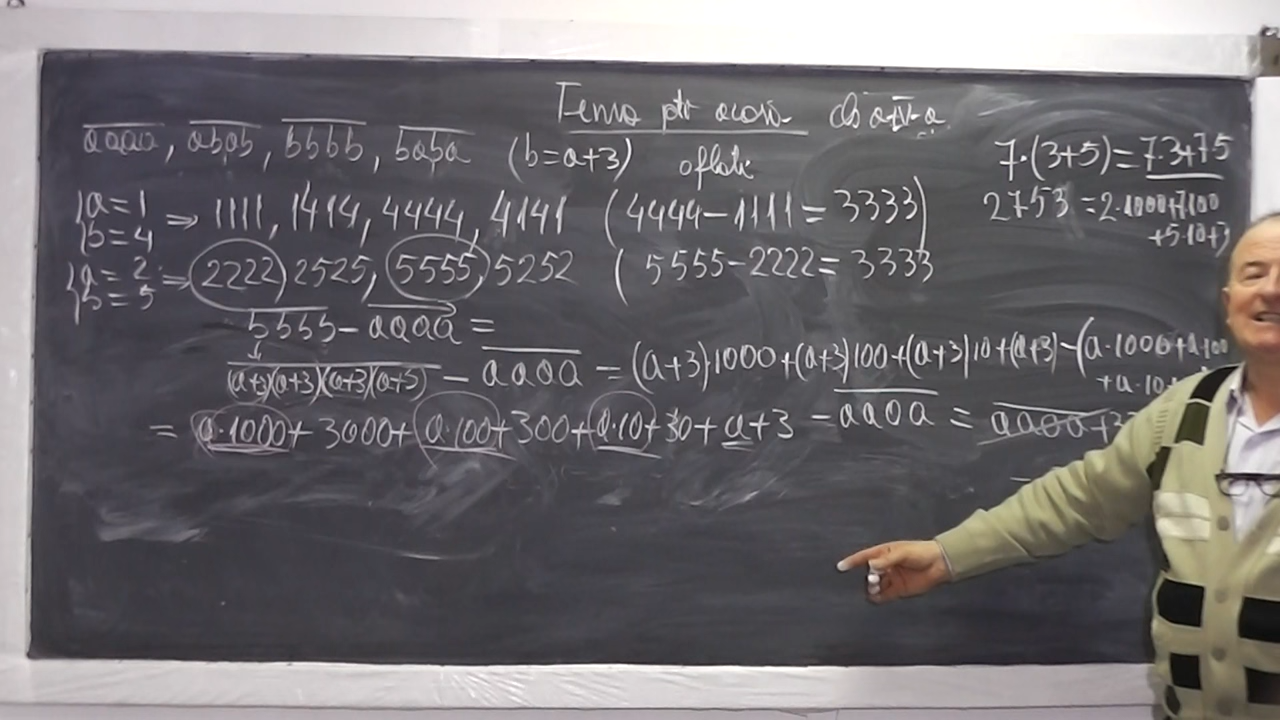 Tema ptr acasă cls a IV-a
aaaa, abab, bbbb, baba (b=a+3)
7·(3+5)=7·3+7·5
{a=1 b=4 ⇒ 1111, 1414, 4444, 4141 (4444-1111=3333)
2753=2·1000+7·100
+5·10+3
{a=2 b=5 ⇒ 2222, 2525, 5555, 5252 (5555-2222=3333
- aaaa =
(a+3)(a+3)(a+3)(a+3) - aaaa = (a+3)·1000+(a+3)100+(a+3)10+(a+3)-(a·1000+a·100
+a·10+
= a·1000+3000+a·100+300+a·10+30+a+3 - aaaa = aaaa+3